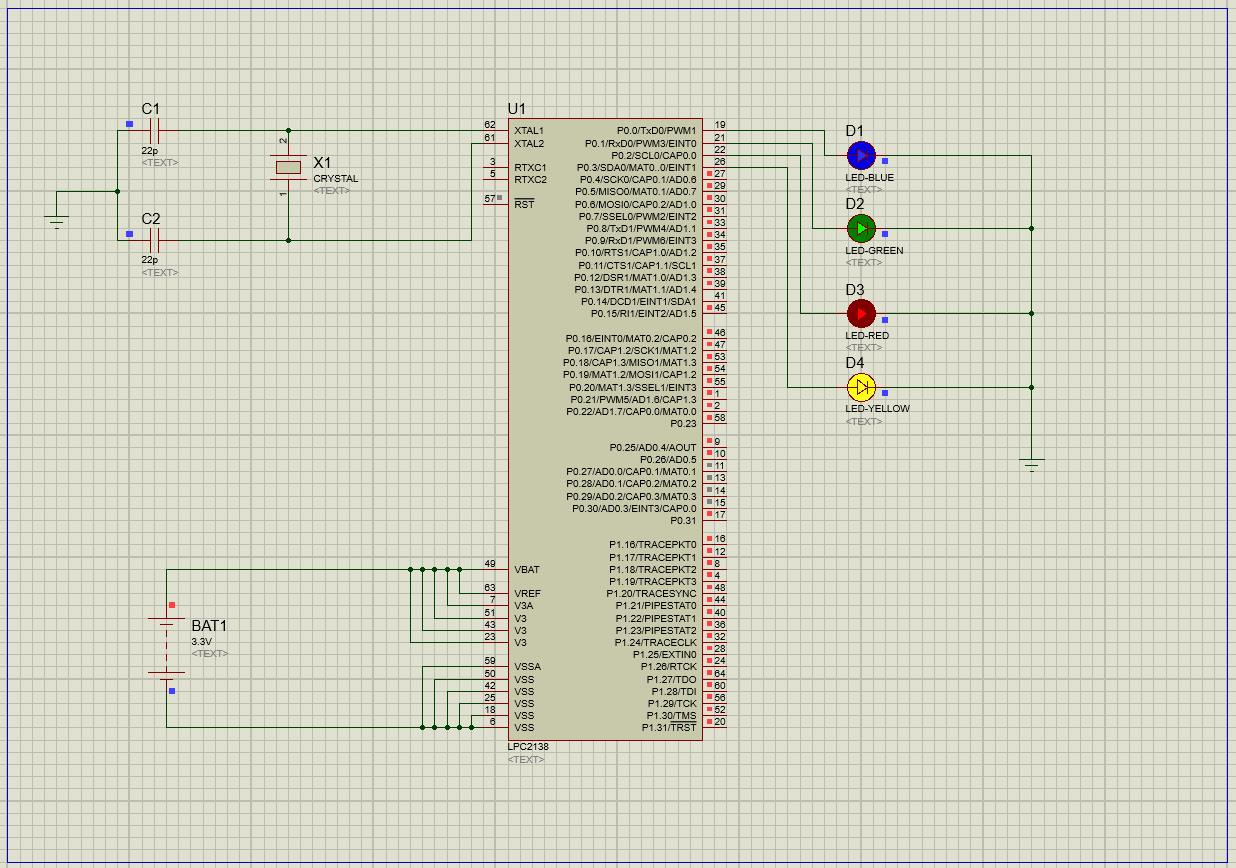 C1
22p
<TEXT>
C2
22p
<TEXT>
2
X1
CRYSTAL
<TEXT>
1
U1
62 XTAL1
61 XTAL2
3 RTXC1
5 RTXC2
57 RST
49 VBAT
63 VREF
7 V3A
51 V3
43 V3
23 V3
59 VSSA
50 VSS
42 VSS
25 VSS
18 VSS
6 VSS
P0.0/TxD0/PWM1 19
P0.1/RxD0/PWM3/EINT0 21
P0.2/SCL0/CAP0.0 22
P0.3/SDA0/MAT0..0/EINT1 26
P0.4/SCK0/CAP0.1/AD0.6 27
P0.5/MISO0/MAT0.1/AD0.7 29
P0.6/MOSI0/CAP0.2/AD1.0 30
P0.7/SSEL0/PWM2/EINT2 31
P0.8/TxD1/PWM4/AD1.1 33
P0.9/RxD1/PWM6/EINT3 34
P0.10/RTS1/CAP1.0/AD1.2 35
P0.11/CTS1/CAP1.1/SCL1 37
P0.12/DSR1/MAT1.0/AD1.3 38
P0.13/DTR1/MAT1.1/AD1.4 39
P0.14/DCD1/EINT1/SDA1 41
P0.15/RI1/EINT2/AD1.5 45
P0.16/EINT0/MAT0.2/CAP0.2 46
P0.17/CAP1.2/SCK1/MAT1.2 47
P0.18/CAP1.3/MISO1/MAT1.3 53
P0.19/MAT1.2/MOSI1/CAP1.2 54
P0.20/MAT1.3/SSEL1/EINT3 55
P0.21/PWM5/AD1.6/CAP1.3 1
P0.22/AD1.7/CAP0.0/MAT0.0 2
P0.23 58
P0.25/AD0.4/AOUT 9
P0.26/AD0.5 10
P0.27/AD0.0/CAP0.1/MAT0.1 11
P0.28/AD0.1/CAP0.2/MAT0.2 13
P0.29/AD0.2/CAP0.3/MAT0.3 14
P0.30/AD0.3/EINT3/CAP0.0 15
P0.31 17
P1.16/TRACEPKT0 16
P1.17/TRACEPKT1 12
P1.18/TRACEPKT2 8
P1.19/TRACEPKT3 4
P1.20/TRACESYNC 48
P1.21/PIPESTAT0 44
P1.22/PIPESTAT1 40
P1.23/PIPESTAT2 36
P1.24/TRACECLK 32
P1.25/EXTIN0 28
P1.26/RTCK 24
P1.27/TDO 64
P1.28/TDI 60
P1.29/TCK 56
P1.30/TMS 52
P1.31/TRST 20
LPC2138
<TEXT>
BAT1
3.3V
<TEXT>
D1
LED-BLUE
<TEXT>
D2
LED-GREEN
<TEXT>
D3
LED-RED
<TEXT>
D4
LED-YELLOW
<TEXT>